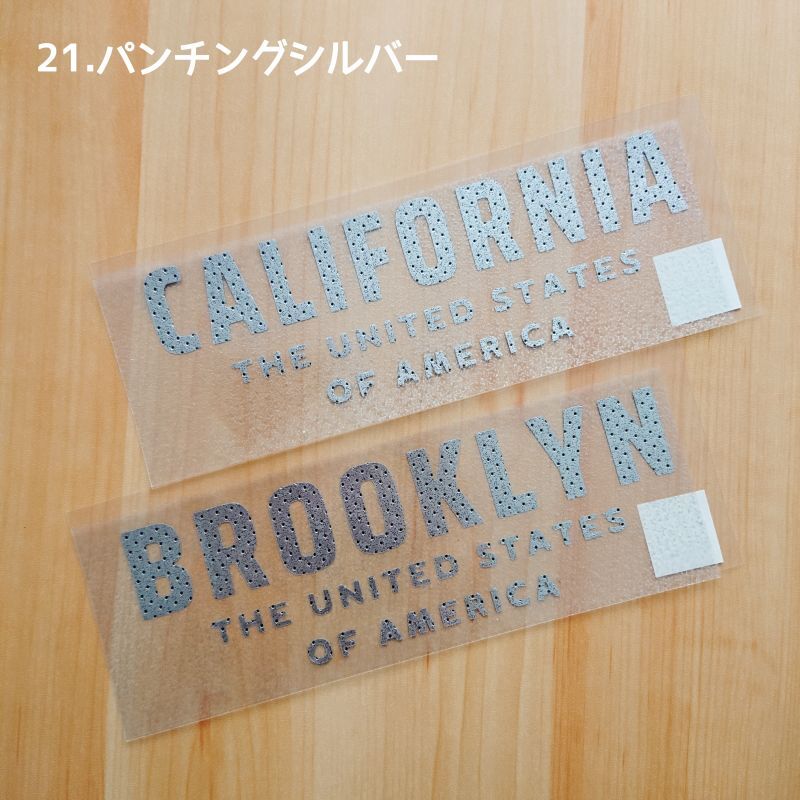 21.パンチングシルバー
CALIFORNIA
THE UNITED STATES
OF AMERICA
BROOKLYN
THE UNITED STATES
OF AMERICA